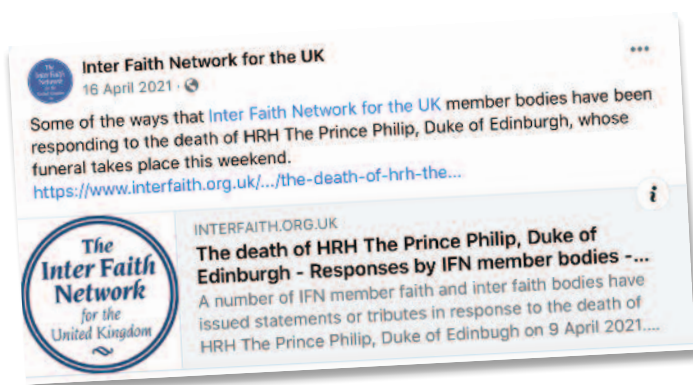 Inter Faith Network for the UK
16 April 2021 ·
Some of the ways that Inter Faith Network for the UK member bodies have been
responding to the death of HRH The Prince Philip, Duke of Edinburgh, whose
funeral takes place this weekend.
https://www.interfaith.org.uk/.../the-death-of-hrh-the...
The
Inter Faith
Network
for the
United Kingdom
INTERFAITH.ORG.UK
The death of HRH The Prince Philip, Duke of
Edinburgh - Responses by IFN member bodies -...
A number of IFN member faith and inter faith bodies have
issued statements or tributes in response to the death of
HRH The Prince Philip, Duke of Edinbugh on 9 April 2021....